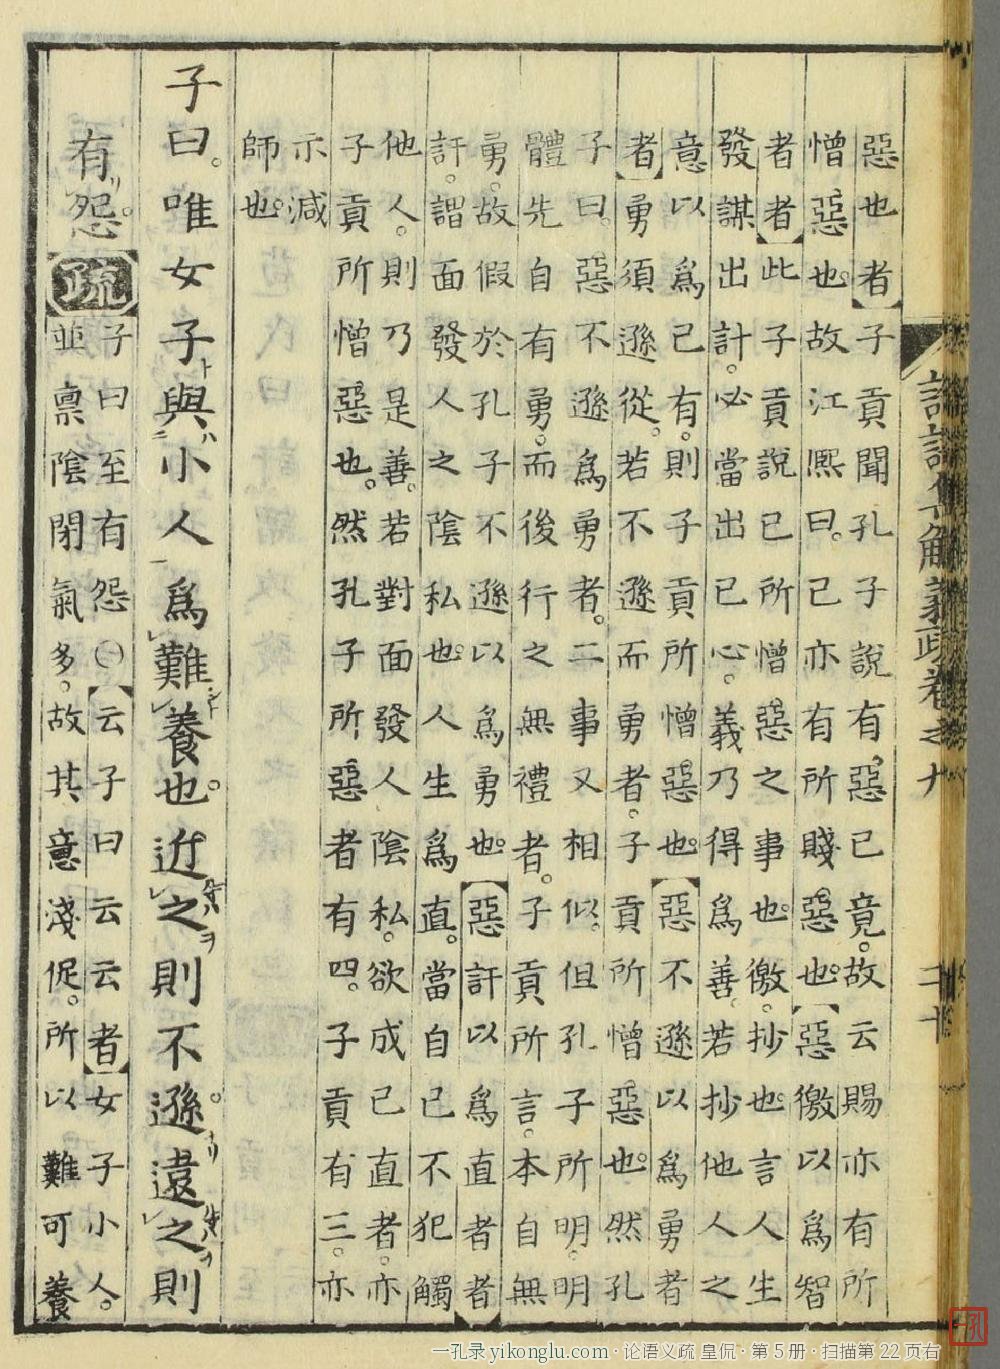 惡也者子貢聞孔子說有惡已竟。故云賜亦有所
憎惡也。故江熙曰。己亦有所賤惡也。惡徼以爲智
者者此子貢說己所憎惡之事也。徼。抄也。言人生
發謀出計。必當出己心。義乃得爲善。若抄他人之
意以爲己有。則子貢所憎惡也。惡不遜以爲勇者
者勇須遜從。若不遜而勇者。子貢所憎惡也。然孔
子曰。惡不遜爲勇者。二事又相似。但孔子所明。明
體先自有勇。而後行之無禮者。子貢所言。本自無
勇。故假於孔子不遜以爲勇也。惡訐以爲直者者
訐。謂面發人之陰私也。人生爲直。當自己不犯觸
他人。則乃是善。若對面發人陰私。欲成己直者。亦
子貢所憎惡也。然孔子所惡者有四。子貢有三。亦
示減
師也。
子曰。唯女子與小人爲難養也。近之則不遜。遠之則
有怨。疏子曰至有怨〇云子曰云云者女子小人。
並禀陰閉氣多。故其意淺促。所以難可養
論語集解義疏卷之九 二十
一孔录 yikonglu.com · 论语义疏 皇侃 · 第 5 册 · 扫描第 22 页右